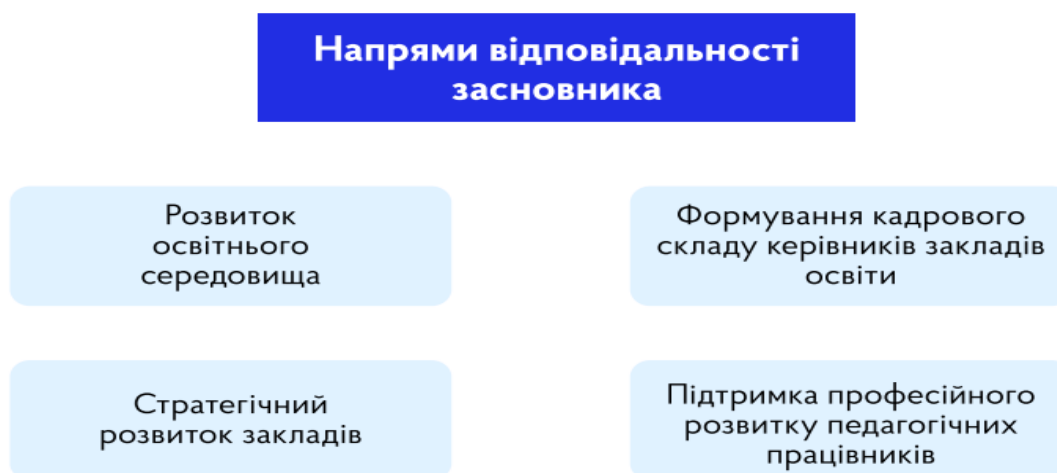 Напрями відповідальності
засновника
Розвиток
освітнього
середовища
Формування кадрового
складу керівників закладів
освіти
Стратегічний
розвиток закладів
Підтримка професійного
розвитку педагогічних
працівників